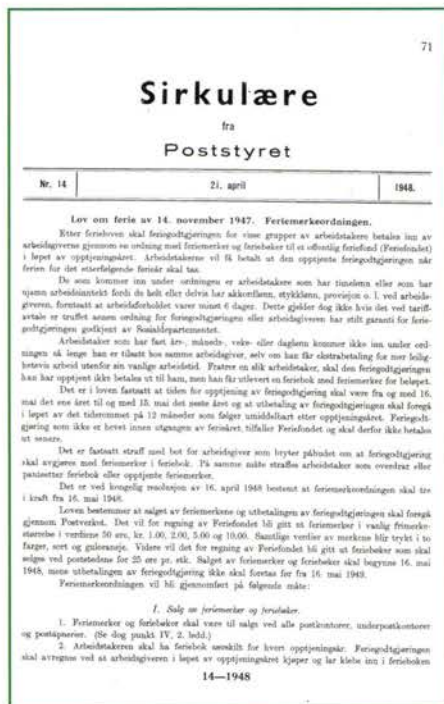 71
Sirkulære
fra
Poststyret
Nr. 14 21. april 1948.
Lov om ferie av 14. november 1947. Feriemerkeordningen.
Etter ferieloven skal feriegodtgjøringen for visse grupper av arbeidstakere betales inn av
arbeidsgiverne gjennom en ordning med feriemerker og feriebøker til et offentlig feriefond (Feriefondet)
i løpet av opptjeningsåret. Arbeidstakerne vil få betalt ut den opptjente feriegodtgjøringen når
ferien for det etterfølgende ferieår skal tas.
De som kommer inn under ordningen er arbeidstakere som har timelønn eller som har
ujamn arbeidsinntekt fordi de helt eller delvis har akkordlønn, stykklønn, provisjon o. l. ved arbeids-
giveren, forutsatt at arbeidsforholdet varer minst 6 dager. Dette gjelder dog ikke hvis det ved tariff-
avtale er truffet annen ordning for feriegodtgjøringen eller arbeidsgiveren har stilt garanti for ferie-
godtgjøringen godkjent av Sosialdepartementet.
Arbeidstaker som har fast års-, måneds-, veke- eller daglønn kommer ikke inn under ord-
ningen så lenge han er tilsatt hos samme arbeidsgiver, selv om han får ekstrabetaling for mer leilig-
hetsvis arbeid utenfor sin vanlige arbeidstid. Fratrer en slik arbeidstaker, skal den feriegodtgjøringen
han har opptjent ikke betales ut til ham, men han får utlevert en feriebok med feriemerker for beløpet.
Det er i loven fastsatt at tiden for opptjening av feriegodtgjøring skal være fra og med 16.
mai det ene året til og med 15. mai det neste året og at utbetaling av feriegodtgjøringen skal foregå
i løpet av det tidsrommet på 12 måneder som følger umiddelbart etter opptjeningsåret. Feriegodt-
gjøring som ikke er hevet innen utgangen av ferieåret, tilfaller Feriefondet og skal derfor ikke betales
ut senere.
Det er fastsatt straff med bot for arbeidsgiver som bryter påbudet om at feriegodtgjøring
skal avgjøres med feriemerker i feriebok. På samme måte straffes arbeidstaker som overdrar eller
pantsetter feriebok eller opptjente feriemerker.
Det er ved kongelig resolusjon av 16. april 1948 bestemt at feriemerkeordningen skal tre
i kraft fra 16. mai 1948.
Loven bestemmer at salget av feriemerkene og utbetalingen av feriegodtgjøringen skal foregå
gjennom Postverket. Det vil for regning av Feriefondet bli gitt ut feriemerker i vanlig frimerke-
størrelse i verdiene 50 øre, kr. 1.00, 2.00, 5.00 og 10.00. Samtlige verdier av merkene blir trykt i to
farger, sort og guloransje. Videre vil det for regning av Feriefondet bli gitt ut feriebøker som skal
selges ved poststedene for 25 øre pr. stk. Salget av feriemerker og feriebøker skal begynne 16. mai
1948, mens utbetalingen av feriegodtgjøring ikke skal foretas før fra 16. mai 1949.
Feriemerkeordningen vil bli gjennomført på følgende måte:
I. Salg av feriemerker og feriebøker.
1. Feriemerker og feriebøker skal være til salgs ved alle postkontorer, underpostkontorer
og poståpnerier. (Se dog punkt IV, 2. ledd.)
2. Arbeidstakeren skal ha feriebok særskilt for hvert opptjeningsår. Feriegodtgjøringen
skal avregnes ved at arbeidsgiveren i løpet av opptjeningsåret kjøper og lar klebe inn i ferieboken
14—1948